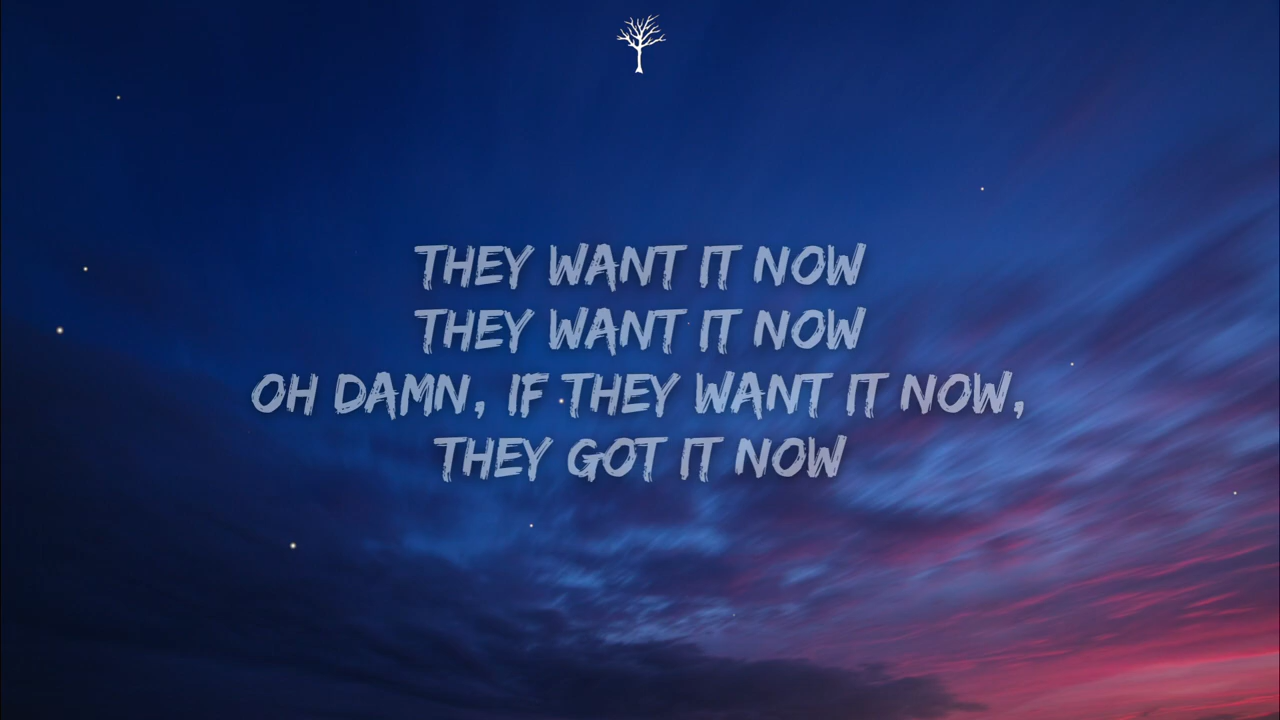 THEY WANT IT NOW
THEY WANT IT NOW
OH DAMN, IF THEY WANT IT NOW,
THEY GOT IT NOW